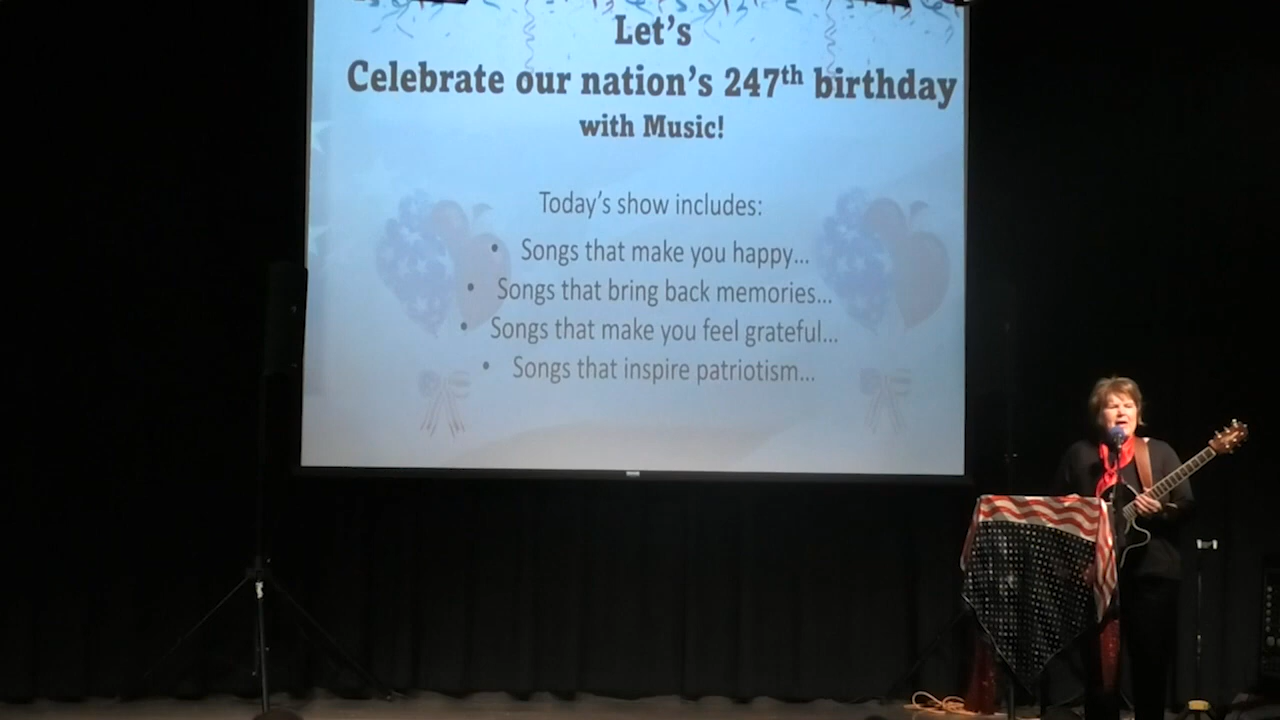 Let's
Celebrate our nation's 247th birthday
with Music!
Today's show includes:
• Songs that make you happy...
• Songs that bring back memories...
• Songs that make you feel grateful...
• Songs that inspire patriotism...